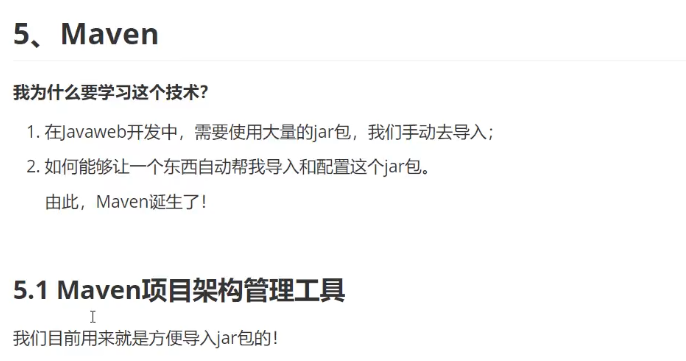 5、Maven
我为什么要学习这个技术？
1. 在Javaweb开发中，需要使用大量的jar包，我们手动去导入；
2. 如何能够让一个东西自动帮我导入和配置这个jar包。
由此，Maven诞生了！
5.1 Maven项目架构管理工具
我们目前用来就是方便导入jar包的！